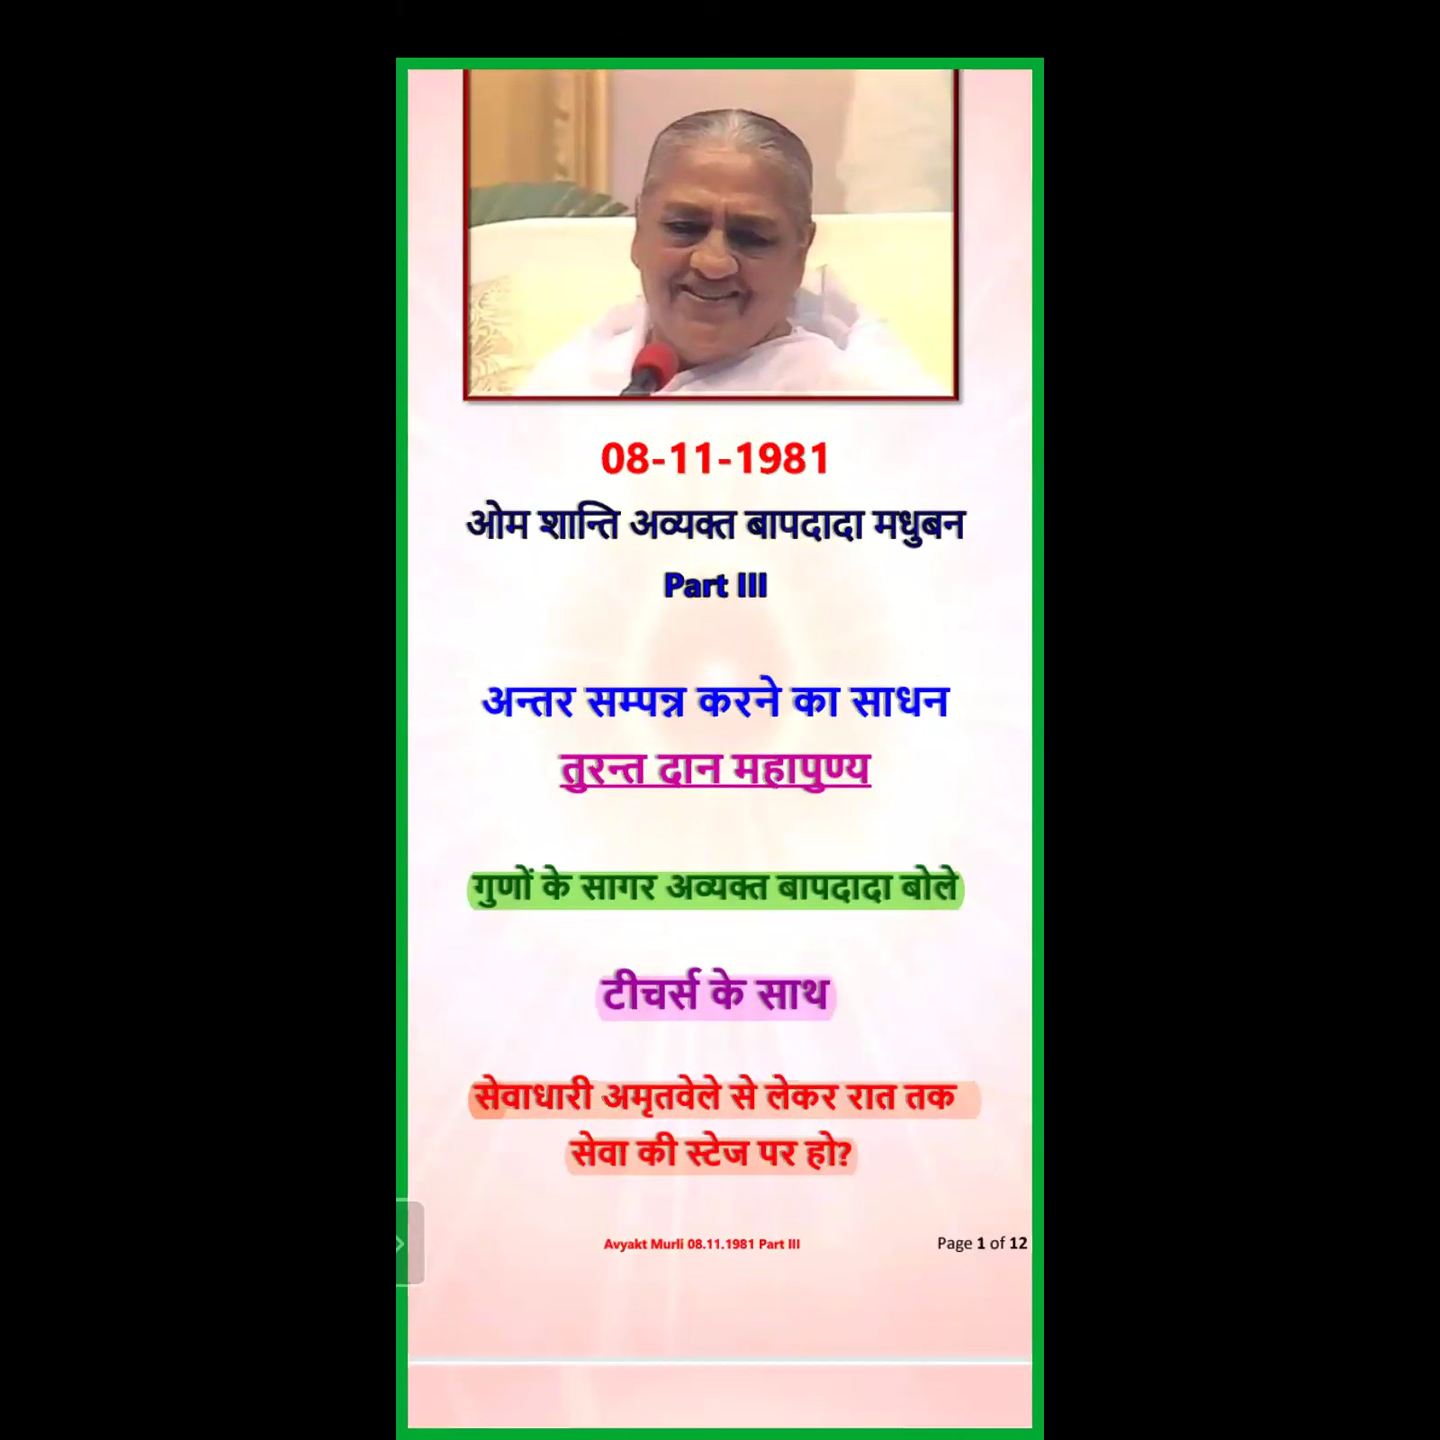 08-11-1981
ओम शान्ति अव्यक्त बापदादा मधुबन
Part III
अन्तर सम्पन्न करने का साधन
तुरन्त दान महापुण्य
गुणों के सागर अव्यक्त बापदादा बोले
टीचर्स के साथ
सेवाधारी अमृतवेले से लेकर रात तक
सेवा की स्टेज पर हो?
Avyakt Murli 08.11.1981 Part III
Page 1 of 12